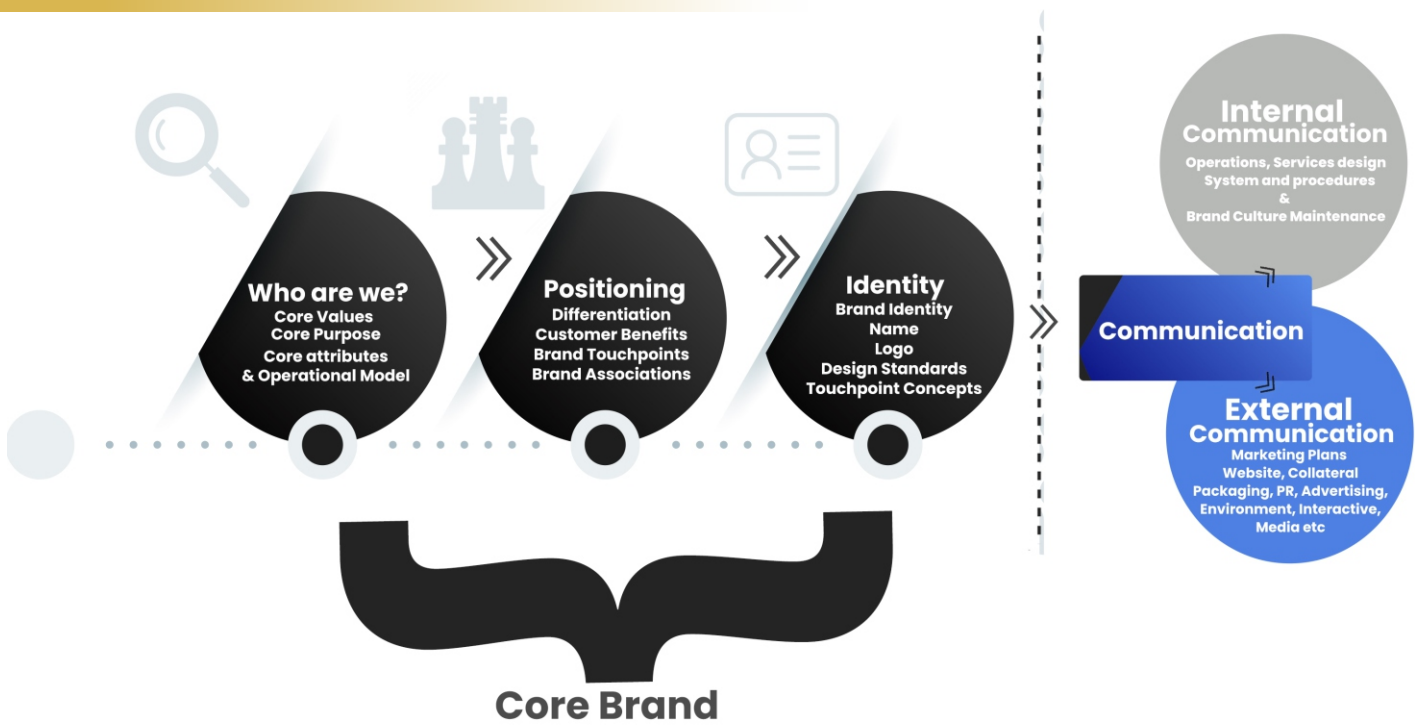 Who are we?
Core Values
Core Purpose
Core attributes
& Operational Model
Positioning
Differentiation
Customer Benefits
Brand Touchpoints
Brand Associations
Identity
Brand Identity
Name
Logo
Design Standards
Touchpoint Concepts
Core Brand
Communication
Internal
Communication
Operations, Services design
System and procedures
&
Brand Culture Maintenance
External
Communication
Marketing Plans
Website, Collateral
Packaging, PR, Advertising,
Environment, Interactive,
Media etc